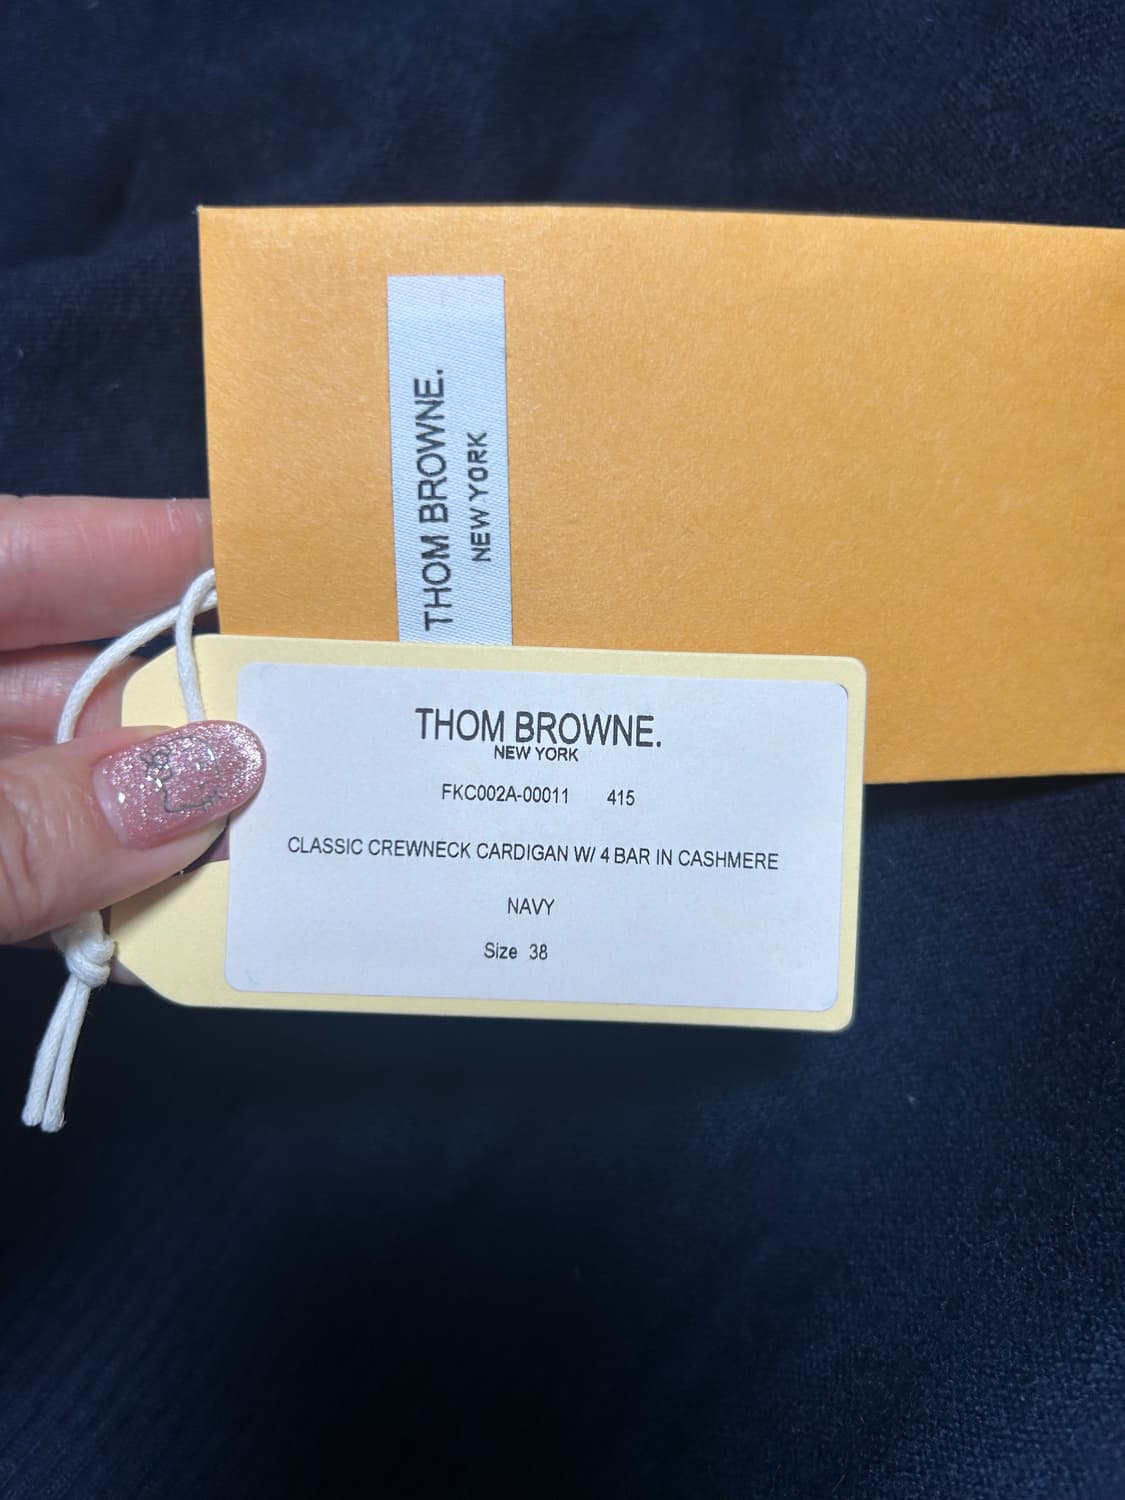 THOM BROWNE.
NEW YORK
THOM BROWNE.
NEW YORK
FKC002A-00011 415
CLASSIC CREWNECK CARDIGAN W/ 4 BAR IN CASHMERE
NAVY
Size 38